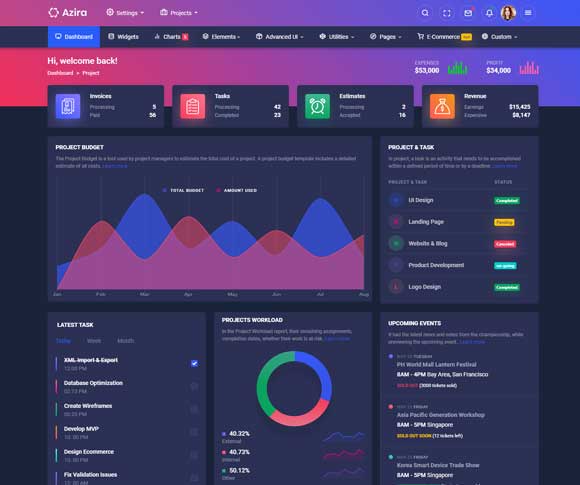 Azira
Settings
Projects
Dashboard
Widgets
Charts 5
Elements
Advanced UI
Utilities
Pages
E-Commerce
Custom
Hi, welcome back!
Dashboard
Project
EXPENSES
$53,000
PROFIT
$34,000
Invoices
Processing 5
Paid 56
Tasks
Processing 42
Completed 23
Estimates
Processing 2
Accepted 16
Revenue
Earnings $15,425
Expensive $8,147
PROJECT BUDGET
The Project Budget is a tool used by project managers to estimate the total cost of a project. A project budget template includes a detailed
estimate of all costs. Learn more
TOTAL BUDGET
AMOUNT USED
Jan Feb Mar Apr May Jun Jul Aug
PROJECT & TASK
In project, a task is an activity that needs to be accomplished
within a defined period of time or by a deadline. Learn more
PROJECT & TASK STATUS
UI Design Completed
Landing Page Pending
Website & Blog Canceled
Product Development on-going
L Logo Design Completed
LATEST TASK
Today Week Month
XML Import & Export
12:00 PM
Database Optimization
02:13 PM
Create Wireframes
Develop MVP
10: 00 PM
Design Ecommerce
10: 00 PM
Fix Validation Issues
12: 00 AM
PROJECTS WORKLOAD
In the Project Workload report, their remaining assignments,
completion dates, whether their work is at risk. Learn more
40.32%
External
40.73%
Internal
50.12%
Other
UPCOMING EVENTS
It had the latest news and notes from the championship, while
previewing the upcoming event. Learn more
TUESDAY
PH World Mall Lantern Festival
8AM - 4PM Bay Area, San Francisco
SOLD OUT (3000 tickets sold)
FRIDAY
Asia Pacific Generation Workshop
8AM - 5PM Singapore
SOLD OUT SOON (12 tickets left)
FRIDAY
Korea Smart Device Trade Show
8AM - 5PM Singapore